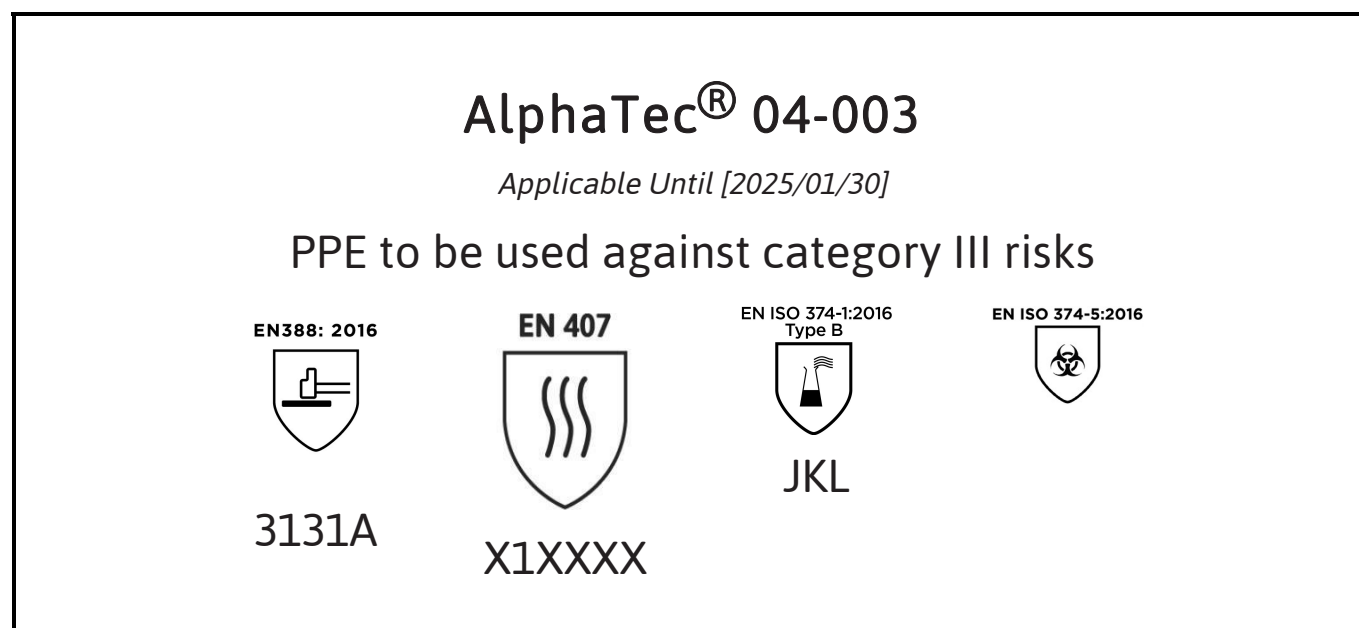 AlphaTec® 04-003
Applicable Until [2025/01/30]
PPE to be used against category III risks
EN388: 2016
3131A
EN 407
X1XXXX
EN ISO 374-1:2016
Type B
JKL
EN ISO 374-5:2016